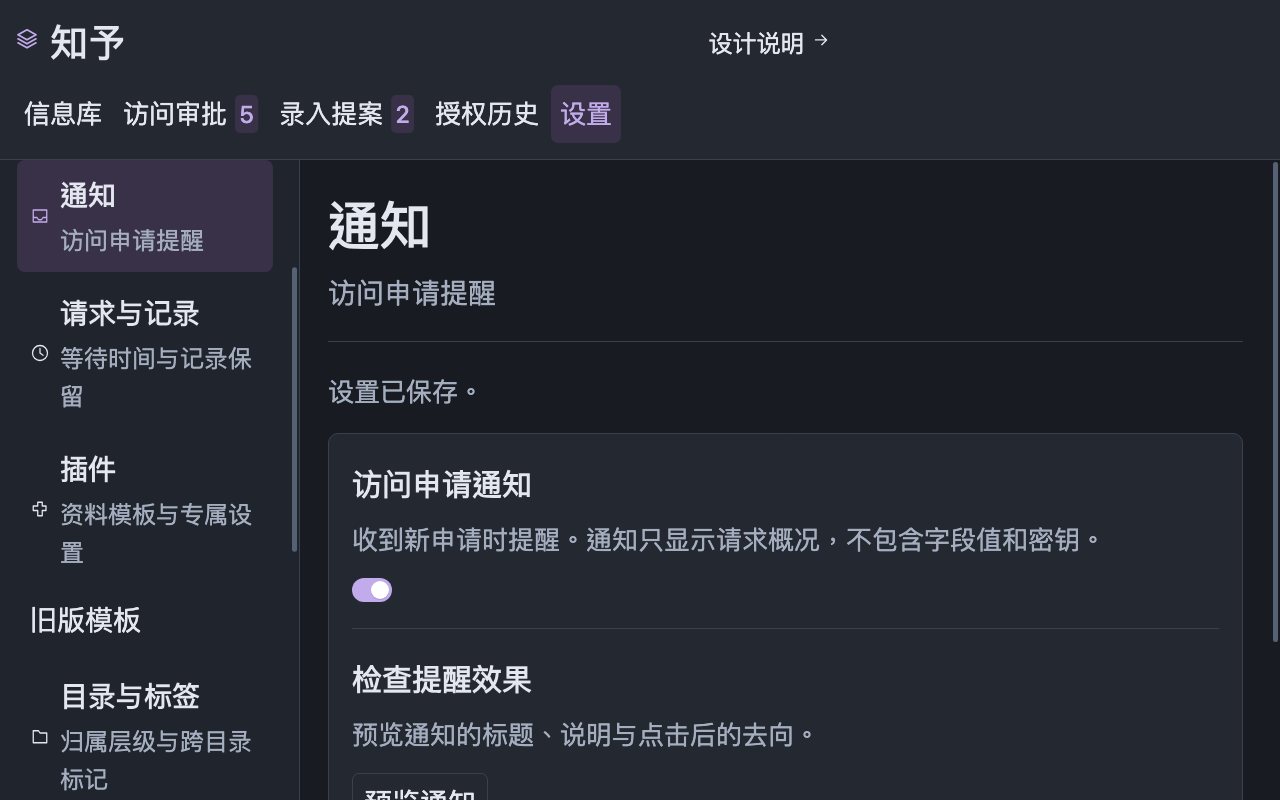 知予
设计说明 →
信息库 访问审批 5 录入提案 2 授权历史 设置
通知
访问申请提醒
请求与记录
等待时间与记录保
留
插件
资料模板与专属设
置
旧版模板
目录与标签
归属层级与跨目录
标记
通知
访问申请提醒
设置已保存。
访问申请通知
收到新申请时提醒。通知只显示请求概况，不包含字段值和密钥。
检查提醒效果
预览通知的标题、说明与点击后的去向。
预览通知